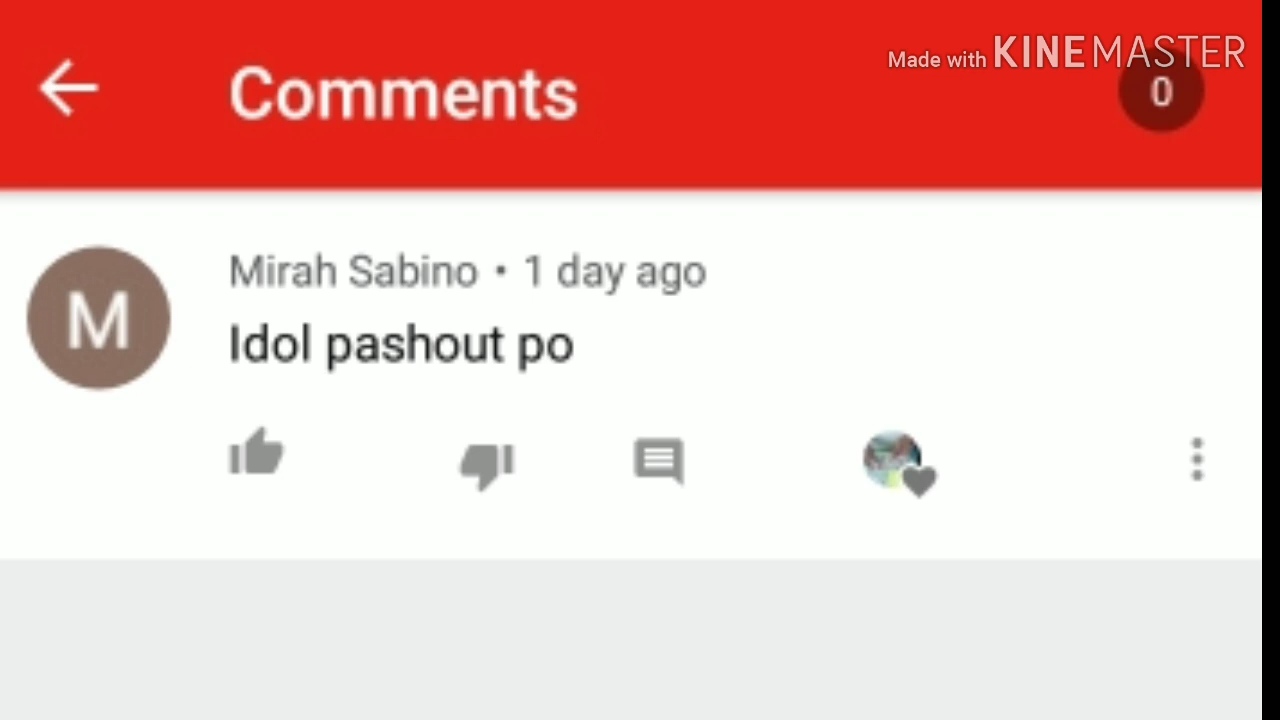 Made with KINEMASTER
Comments
0
M
Mirah Sabino • 1 day ago
Idol pashout po